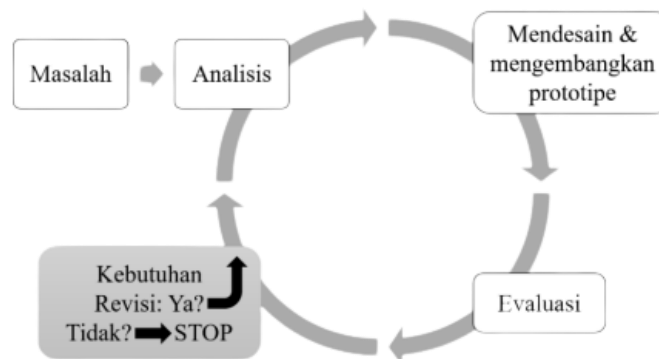 Masalah
Analisis
Mendesain &
mengembangkan
prototipe
Evaluasi
Kebutuhan
Revisi: Ya?
Tidak? STOP